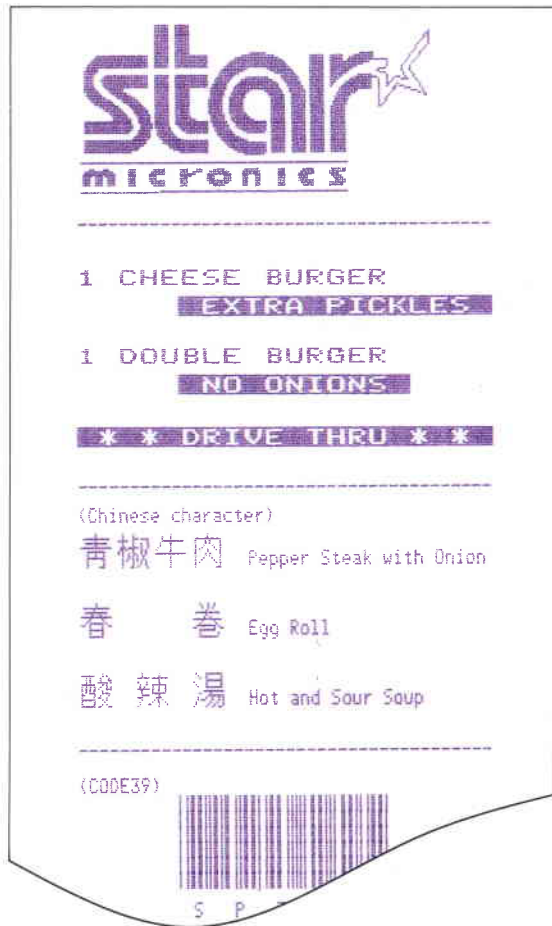 star
micronics
1 CHEESE BURGER
EXTRA PICKLES
1 DOUBLE BURGER
NO ONIONS
* * DRIVE THRU * *
(Chinese character)
青椒牛肉 Pepper Steak with Onion
春 巻 Egg Roll
酸辣湯 Hot and Sour Soup
(CODE39)
S P